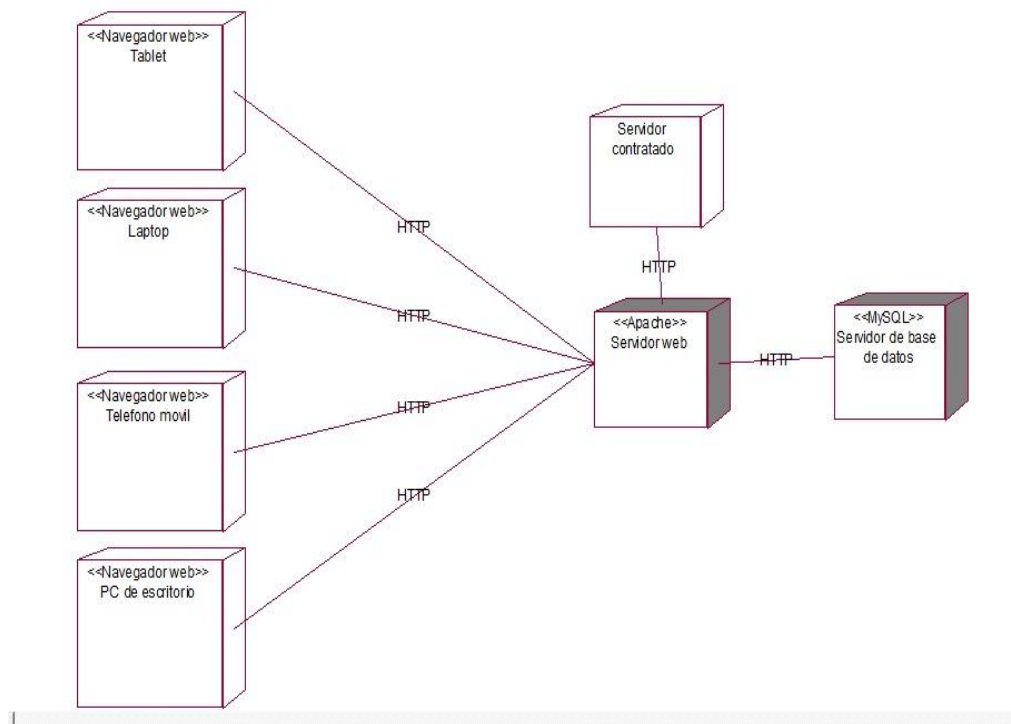 <<Navegador web>>
Tablet
HTTP
<<Navegador web>>
Laptop
HTTP
<<Navegador web>>
Telefono movil
HTTP
<<Navegador web>>
PC de escritorio
HTTP
Servidor
contratado
HTTP
<<Apache>>
Servidor web
HTTP
<<MySQL>>
Servidor de base
de datos